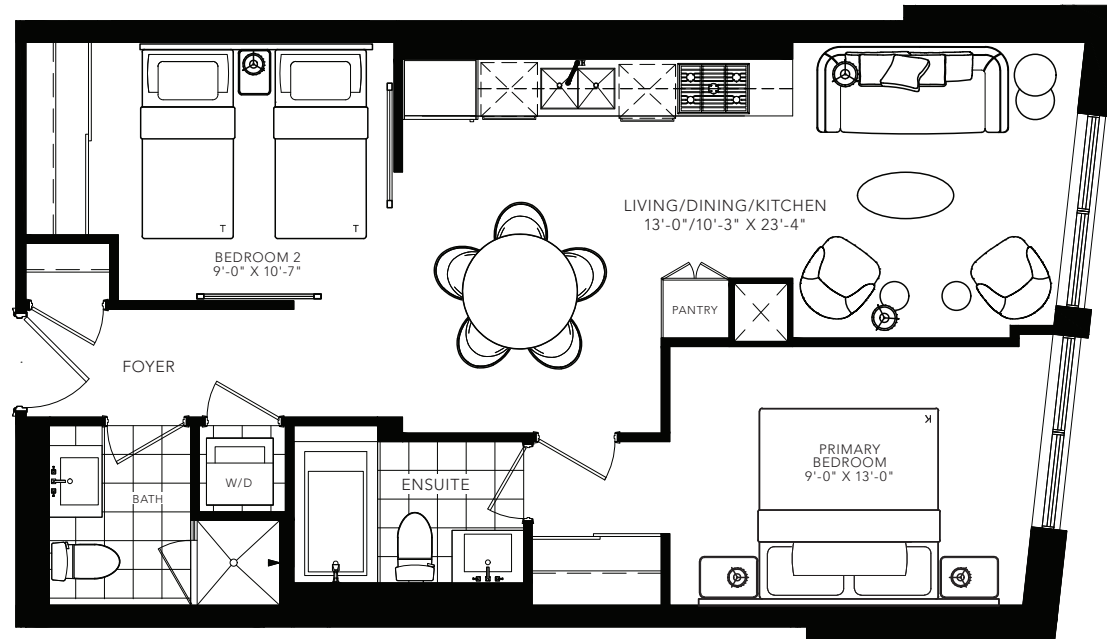 T
T
BEDROOM 2
9'-0" X 10'-7"
LIVING/DINING/KITCHEN
13'-0"/10'-3" X 23'-4"
PANTRY
FOYER
K
PRIMARY
BEDROOM
9'-0" X 13'-0"
W/D
ENSUITE
BATH